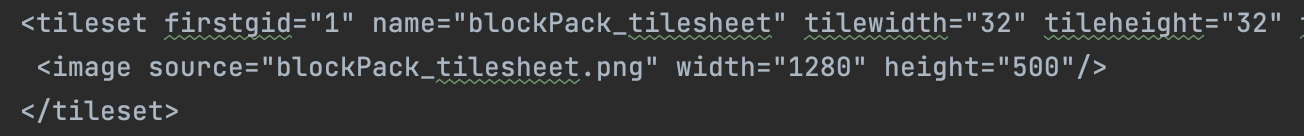 <tileset firstgid="1" name="blockPack_tilesheet" tilewidth="32" tileheight="32"
<image source="blockPack_tilesheet.png" width="1280" height="500"/>
</tileset>